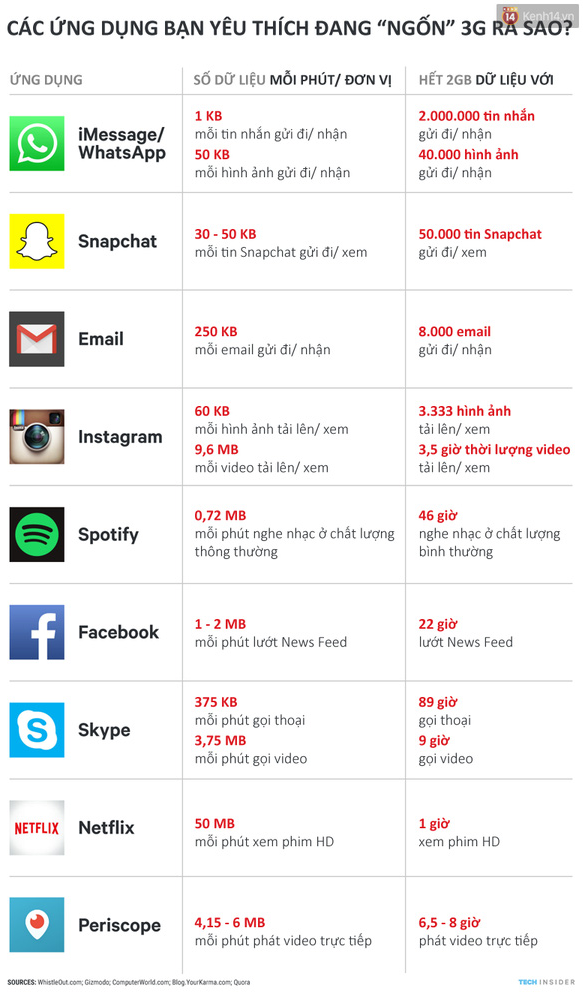 Kenh14.vn
14
CÁC ỨNG DỤNG BẠN YÊU THÍCH ĐANG “NGỐN” 3G RA SAO?
ỨNG DỤNG
SỐ DỮ LIỆU MỖI PHÚT/ ĐƠN VỊ
HẾT 2GB DỮ LIỆU VỚI
iMessage/
WhatsApp
1 KB
mỗi tin nhắn gửi đi/ nhận
50 KB
mỗi hình ảnh gửi đi/ nhận
2.000.000 tin nhắn
gửi đi/ nhận
40.000 hình ảnh
gửi đi/ nhận
Snapchat
30 - 50 KB
mỗi tin Snapchat gửi đi/ xem
50.000 tin Snapchat
gửi đi/ xem
Email
250 KB
mỗi email gửi đi/ nhận
8.000 email
gửi đi/ nhận
Instagram
60 KB
mỗi hình ảnh tải lên/ xem
9,6 MB
mỗi video tải lên/ xem
3.333 hình ảnh
tải lên/ xem
3,5 giờ thời lượng video
tải lên/ xem
Spotify
0,72 MB
mỗi phút nghe nhạc ở chất lượng
thông thường
46 giờ
nghe nhạc ở chất lượng
bình thường
Facebook
1 - 2 MB
mỗi phút lướt News Feed
22 giờ
lướt News Feed
Skype
375 KB
mỗi phút gọi thoại
3,75 MB
mỗi phút gọi video
89 giờ
gọi thoại
9 giờ
gọi video
NETFLIX
Netflix
50 MB
mỗi phút xem phim HD
1 giờ
xem phim HD
Periscope
4,15 - 6 MB
mỗi phút phát video trực tiếp
6,5 - 8 giờ
phát video trực tiếp
SOURCES: WhistleOut.com; Gizmodo; ComputerWorld.com; Blog.YourKarma.com; Quora
TECH INSIDER